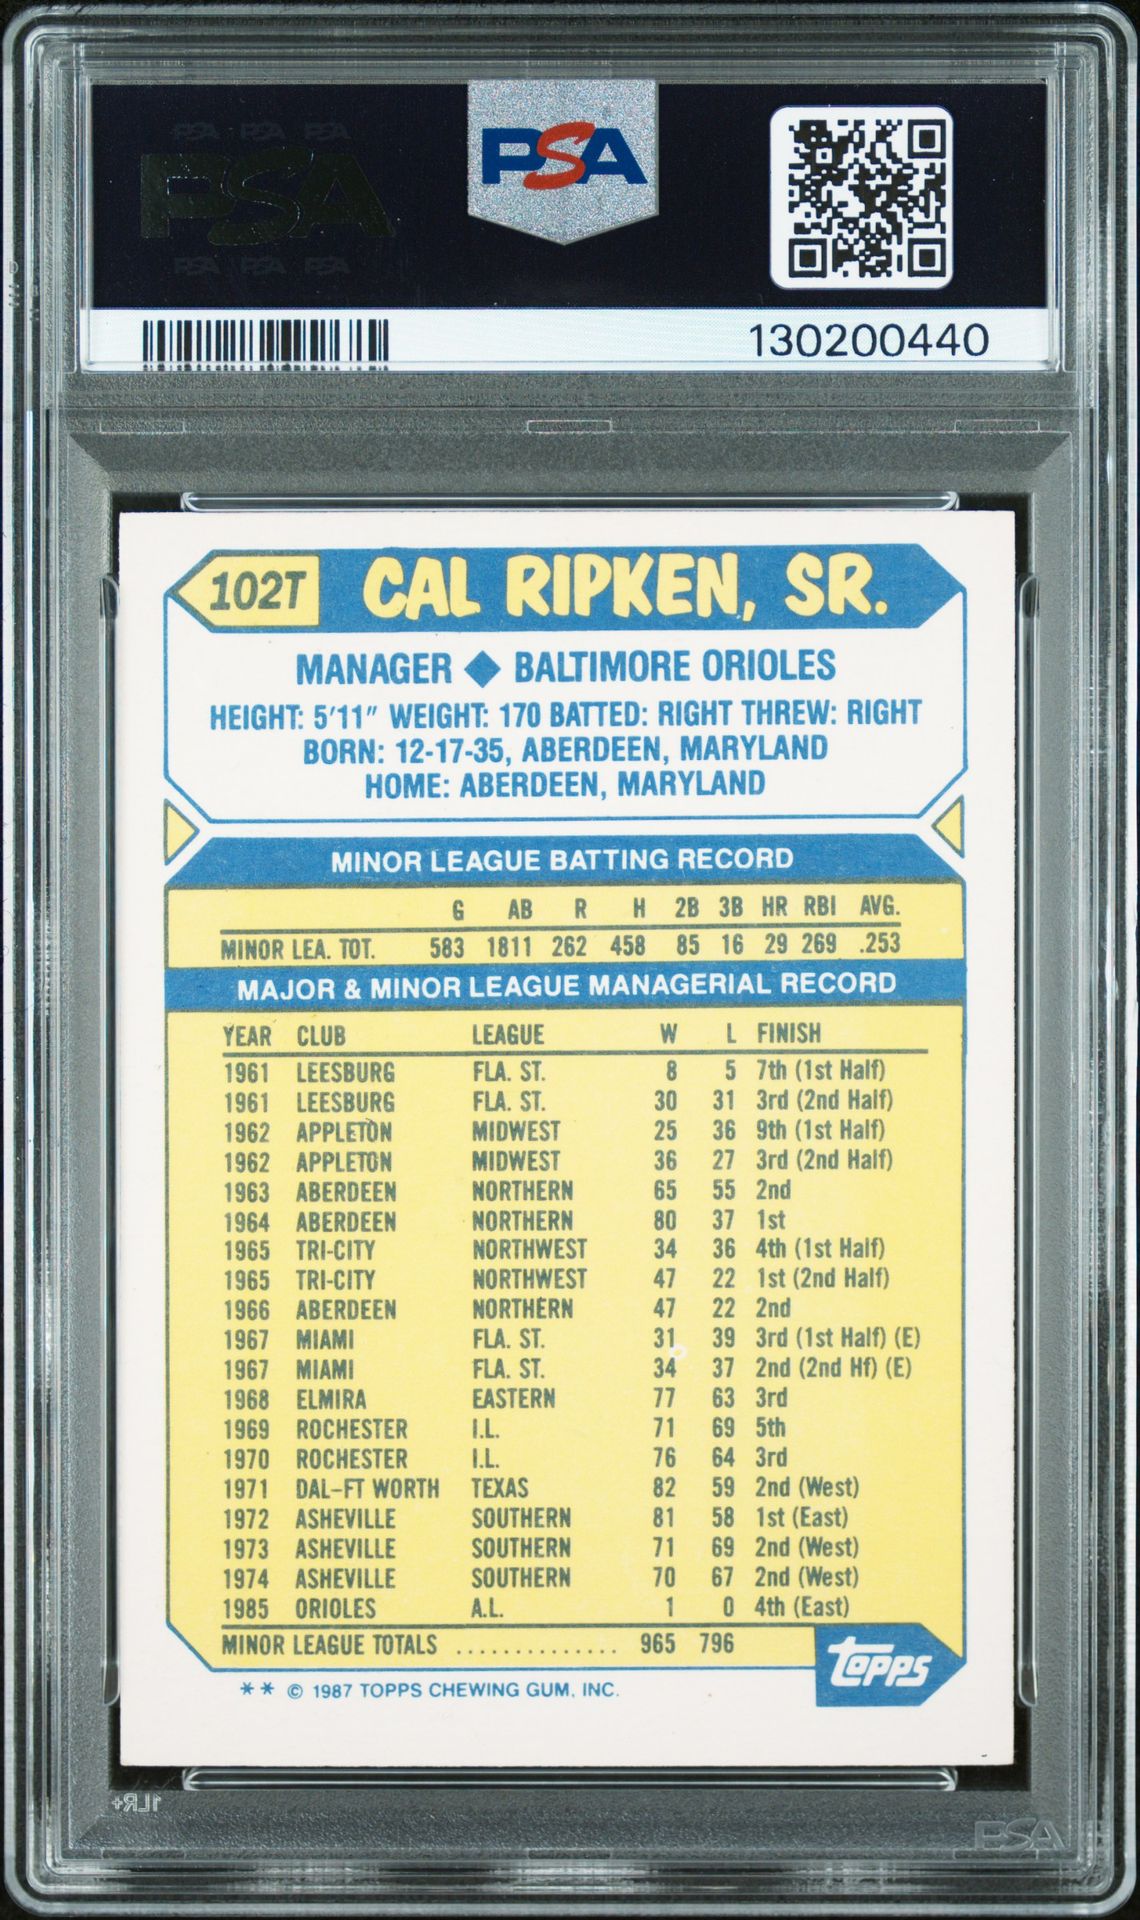 PSA PSA PSA
PSA
PSA PSA PSA
PSA
130200440
102T CAL RIPKEN, SR.
MANAGER ◆ BALTIMORE ORIOLES
HEIGHT: 5'11" WEIGHT: 170 BATTED: RIGHT THREW: RIGHT
BORN: 12-17-35, ABERDEEN, MARYLAND
HOME: ABERDEEN, MARYLAND
MINOR LEAGUE BATTING RECORD
G AB R H 2B 3B HR RBI AVG.
MINOR LEA. TOT. 583 1811 262 458 85 16 29 269 .253
MAJOR & MINOR LEAGUE MANAGERIAL RECORD
YEAR CLUB LEAGUE W L FINISH
1961 LEESBURG FLA. ST. 8 5 7th (1st Half)
1961 LEESBURG FLA. ST. 30 31 3rd (2nd Half)
1962 APPLETON MIDWEST 25 36 9th (1st Half)
1962 APPLETON MIDWEST 36 27 3rd (2nd Half)
1963 ABERDEEN NORTHERN 65 55 2nd
1964 ABERDEEN NORTHERN 80 37 1st
1965 TRI-CITY NORTHWEST 34 36 4th (1st Half)
1965 TRI-CITY NORTHWEST 47 22 1st (2nd Half)
1966 ABERDEEN NORTHERN 47 22 2nd
1967 MIAMI FLA. ST. 31 39 3rd (1st Half) (E)
1967 MIAMI FLA. ST. 34 37 2nd (2nd Hf) (E)
1968 ELMIRA EASTERN 77 63 3rd
1969 ROCHESTER I.L. 71 69 5th
1970 ROCHESTER I.L. 76 64 3rd
1971 DAL-FT WORTH TEXAS 82 59 2nd (West)
1972 ASHEVILLE SOUTHERN 81 58 1st (East)
1973 ASHEVILLE SOUTHERN 71 69 2nd (West)
1974 ASHEVILLE SOUTHERN 70 67 2nd (West)
1985 ORIOLES A.L. 1 0 4th (East)
MINOR LEAGUE TOTALS .............. 965 796
topps
** © 1987 TOPPS CHEWING GUM, INC.
1LR+
PSA